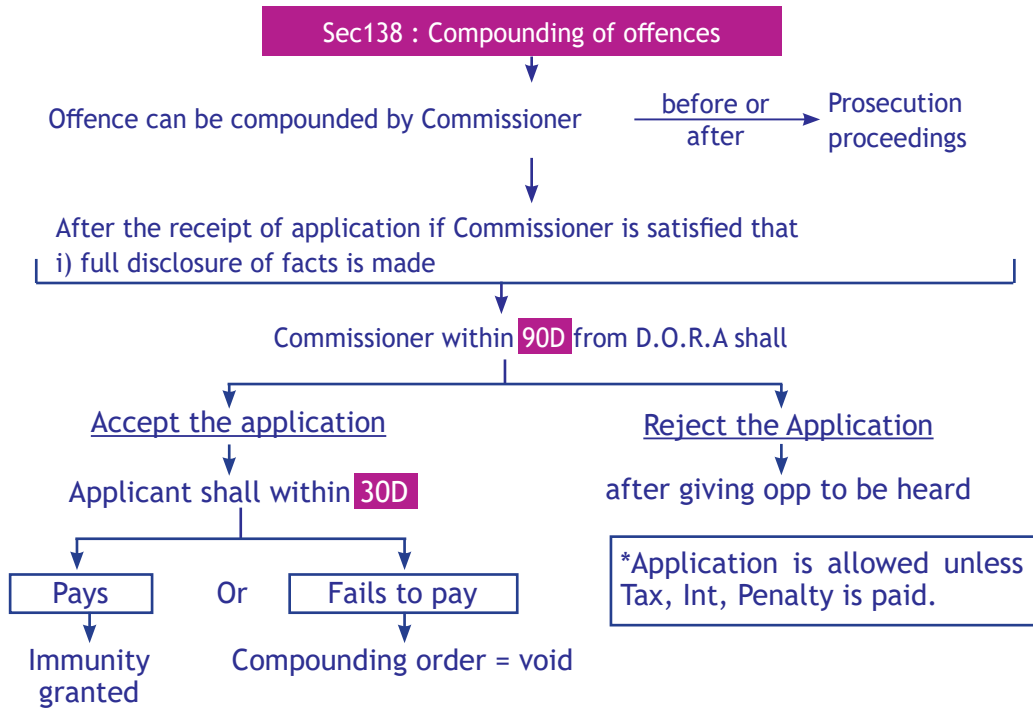 Sec138 : Compounding of offences
Offence can be compounded by Commissioner
before or
after
Prosecution
proceedings
After the receipt of application if Commissioner is satisfied that
i) full disclosure of facts is made
Commissioner within 90D from D.O.R.A shall
Accept the application
Reject the Application
Applicant shall within 30D
after giving opp to be heard
Pays
Or
Fails to pay
*Application is allowed unless
Tax, Int, Penalty is paid.
Immunity
granted
Compounding order = void